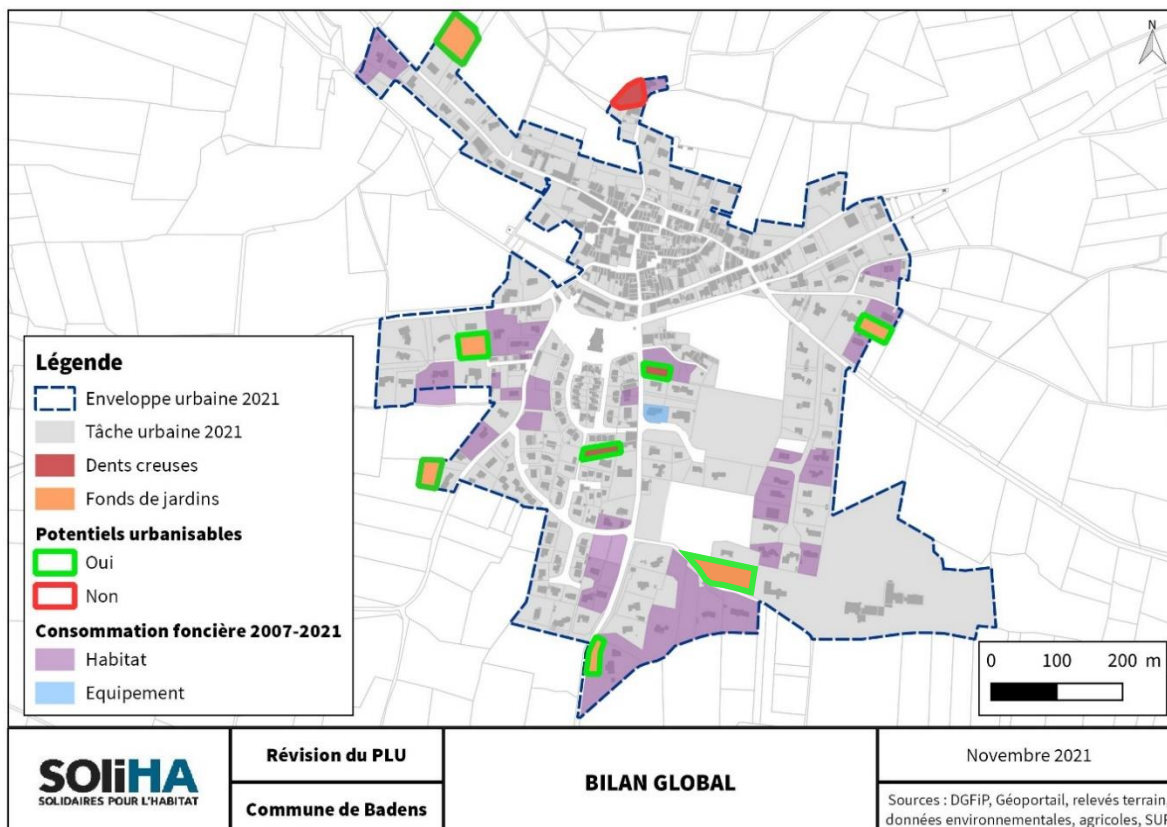 N
Légende
Enveloppe urbaine 2021
Tâche urbaine 2021
Dents creuses
Fonds de jardins
Potentiels urbanisables
Oui
Non
Consommation foncière 2007-2021
Habitat
Equipement
0 100 200 m
SOLiHA
SOLIDAIRES POUR L'HABITAT
Révision du PLU
Commune de Badens
BILAN GLOBAL
Novembre 2021
Sources : DGFiP, Géoportail, relevés terrain,
données environnementales, agricoles, SUP